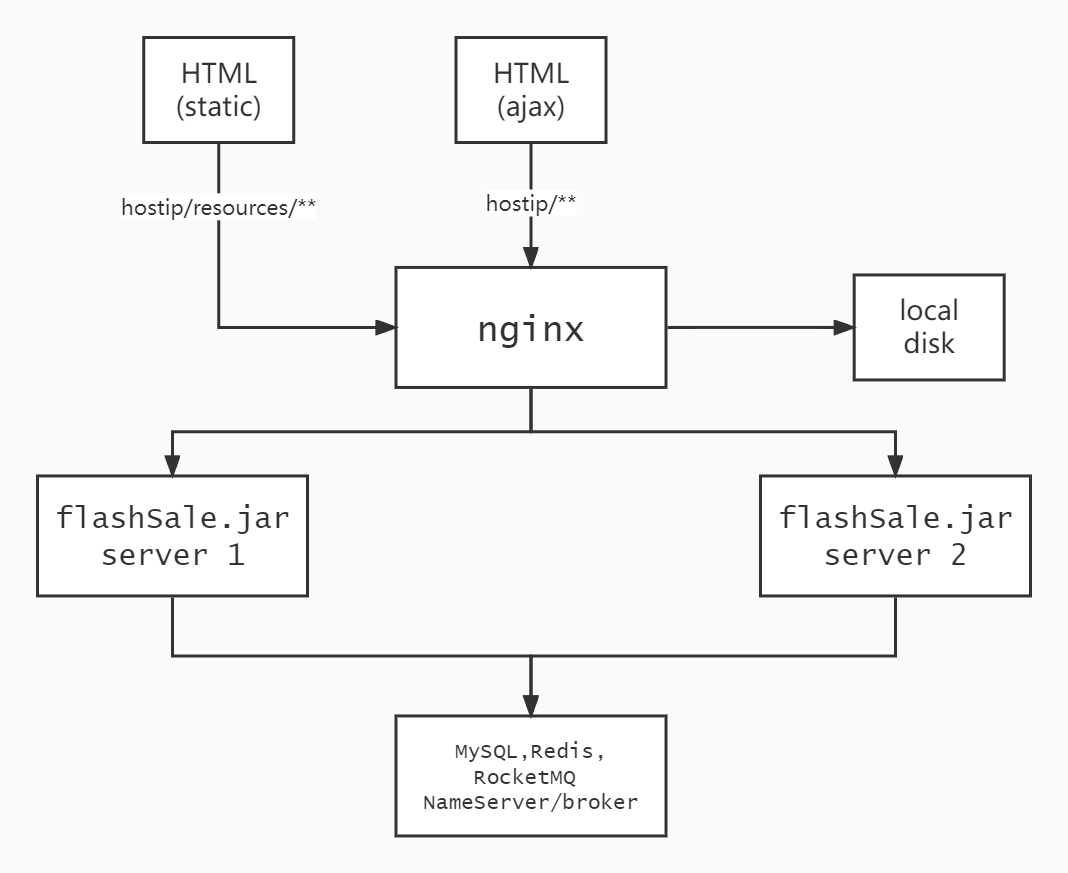 HTML
(static)
HTML
(ajax)
hostip/resources/**
hostip/**
nginx
local
disk
flashSale.jar
server 1
flashSale.jar
server 2
MySQL,Redis,
RocketMQ
NameServer/broker